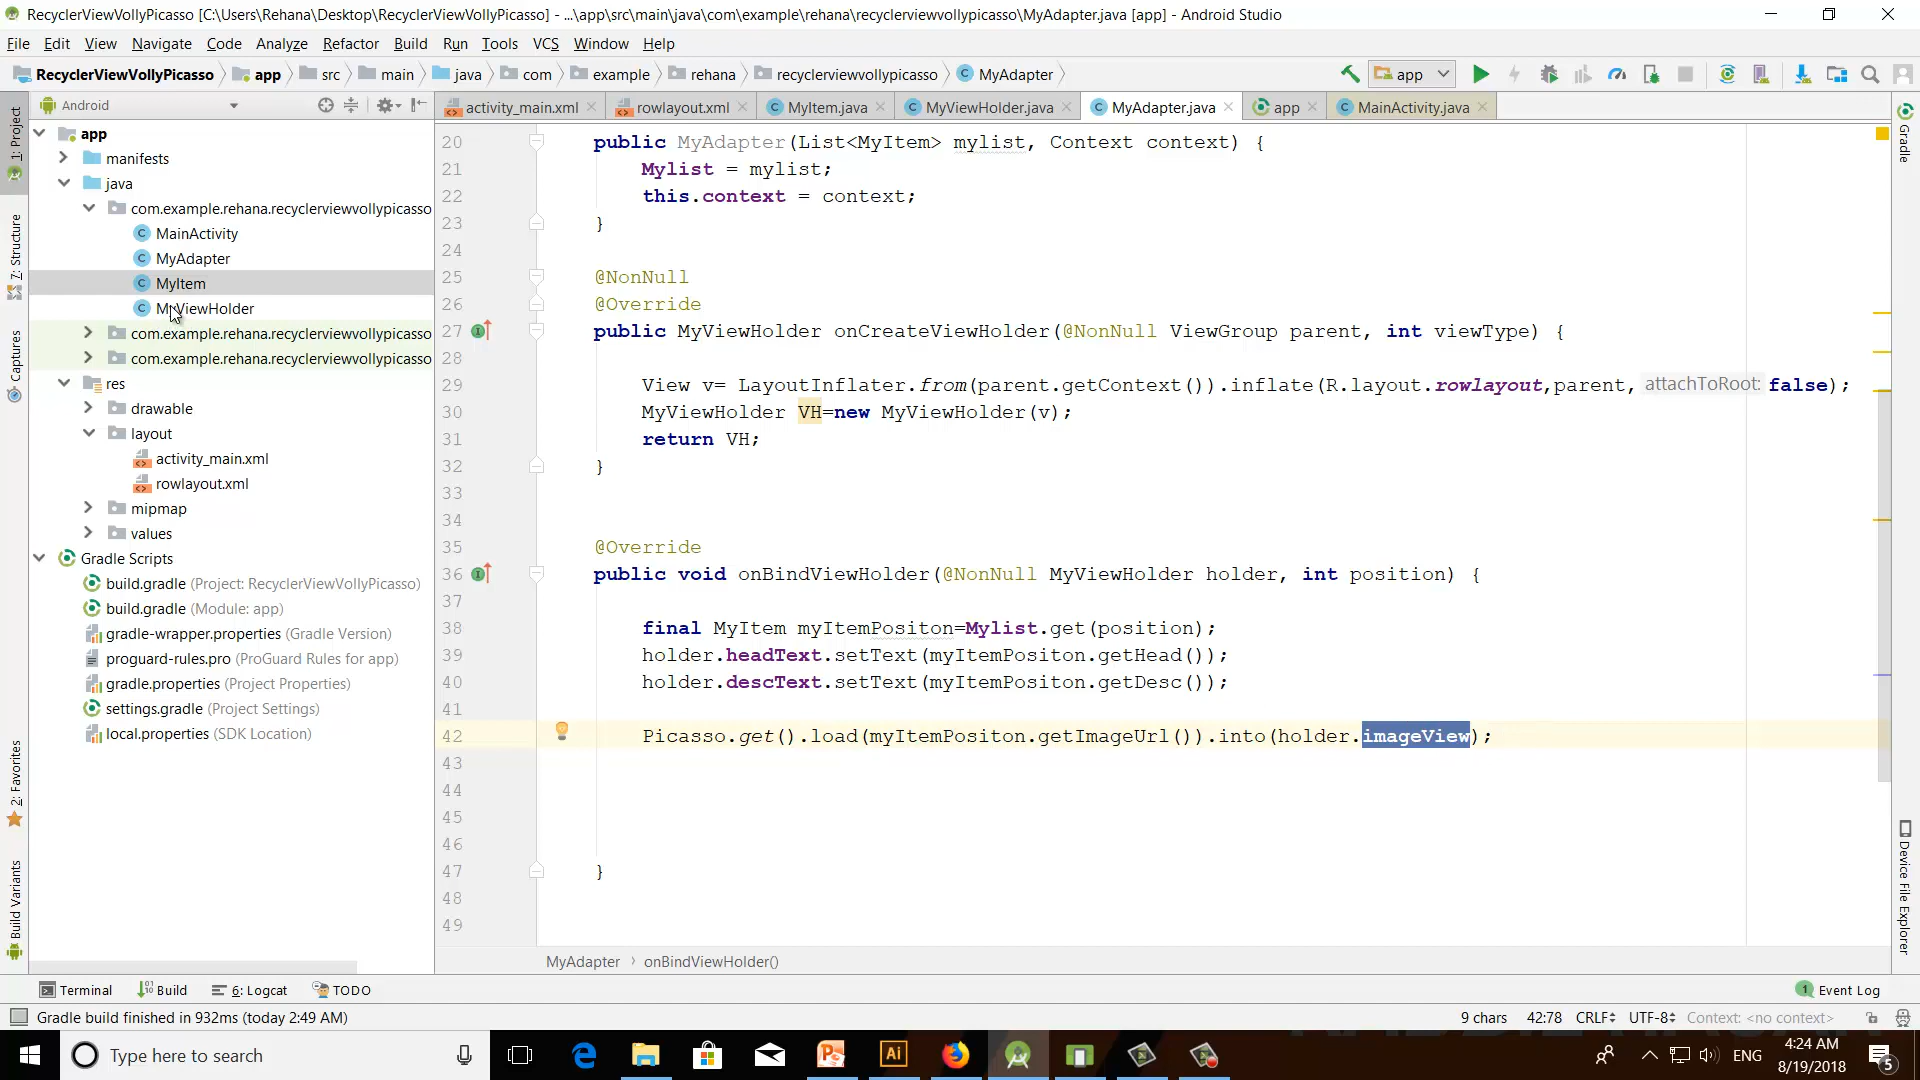 RecyclerViewVollyPicasso [C:\Users\Rehana\Desktop\RecyclerViewVollyPicasso] - ...\app\src\main\java\com\example\rehana\recyclerviewvollypicasso\MyAdapter.java [app] - Android Studio
File Edit View Navigate Code Analyze Refactor Build Run Tools VCS Window Help
RecyclerViewVollyPicasso app src main java com example rehana recyclerviewvollypicasso MyAdapter app
Android activity_main.xml rowlayout.xml MyItem.java MyViewHolder.java MyAdapter.java app MainActivity.java
1: Project
7: Structure
Captures
2: Favorites
Build Variants
app
manifests
java
com.example.rehana.recyclerviewvollypicasso
MainActivity
MyAdapter
MyItem
MyViewHolder
com.example.rehana.recyclerviewvollypicasso
com.example.rehana.recyclerviewvollypicasso
res
drawable
layout
activity_main.xml
rowlayout.xml
mipmap
values
Gradle Scripts
build.gradle (Project: RecyclerViewVollyPicasso)
build.gradle (Module: app)
gradle-wrapper.properties (Gradle Version)
proguard-rules.pro (ProGuard Rules for app)
gradle.properties (Project Properties)
settings.gradle (Project Settings)
local.properties (SDK Location)
20 public MyAdapter(List<MyItem> mylist, Context context) {
21 Mylist = mylist;
22 this.context = context;
23 }
24
25 @NonNull
26 @Override
27 public MyViewHolder onCreateViewHolder(@NonNull ViewGroup parent, int viewType) {
28
29 View v= LayoutInflater.from(parent.getContext()).inflate(R.layout.rowlayout,parent, attachToRoot: false);
30 MyViewHolder VH=new MyViewHolder(v);
31 return VH;
32 }
33
34
35 @Override
36 public void onBindViewHolder(@NonNull MyViewHolder holder, int position) {
37
38 final MyItem myItemPositon=Mylist.get(position);
39 holder.headText.setText(myItemPositon.getHead());
40 holder.descText.setText(myItemPositon.getDesc());
41
42 Picasso.get().load(myItemPositon.getImageUrl()).into(holder.imageView);
43
44
45
46
47 }
48
49
MyAdapter › onBindViewHolder()
Gradle
Device File Explorer
Terminal Build 6: Logcat TODO 1 Event Log
Gradle build finished in 932ms (today 2:49 AM) 9 chars 42:78 CRLF UTF-8 Context: <no context>
Type here to search ENG 4:24 AM
8/19/2018 5